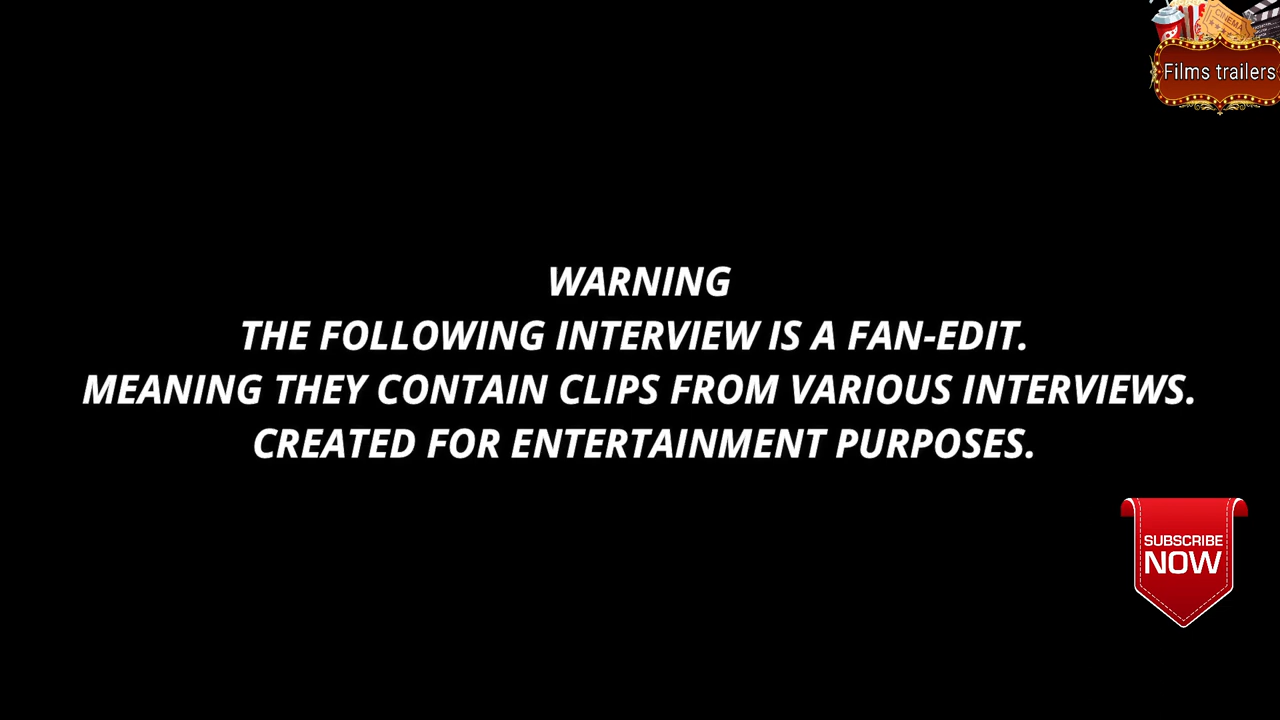 CINEMA
Films trailers
WARNING
THE FOLLOWING INTERVIEW IS A FAN-EDIT.
MEANING THEY CONTAIN CLIPS FROM VARIOUS INTERVIEWS.
CREATED FOR ENTERTAINMENT PURPOSES.
SUBSCRIBE
NOW